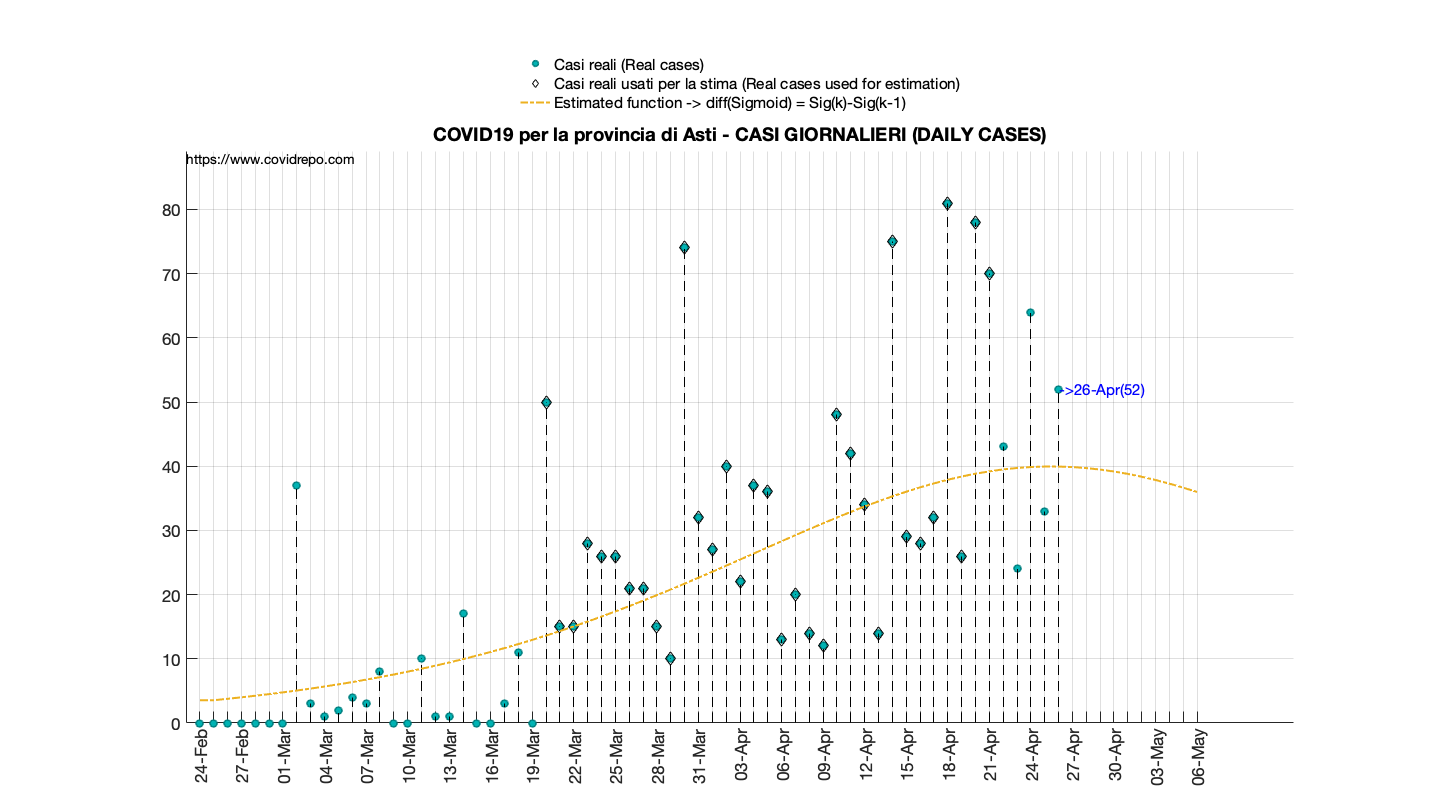 Casi reali (Real cases)
Casi reali usati per la stima (Real cases used for estimation)
Estimated function -> diff(Sigmoid) = Sig(k)-Sig(k-1)
COVID19 per la provincia di Asti - CASI GIORNALIERI (DAILY CASES)
https://www.covidrepo.com
80
70
60
50
40
30
20
10
0
->26-Apr(52)
24-Feb
27-Feb
01-Mar
04-Mar
07-Mar
10-Mar
13-Mar
16-Mar
19-Mar
22-Mar
25-Mar
28-Mar
31-Mar
03-Apr
06-Apr
09-Apr
12-Apr
15-Apr
18-Apr
21-Apr
24-Apr
27-Apr
30-Apr
03-May
06-May